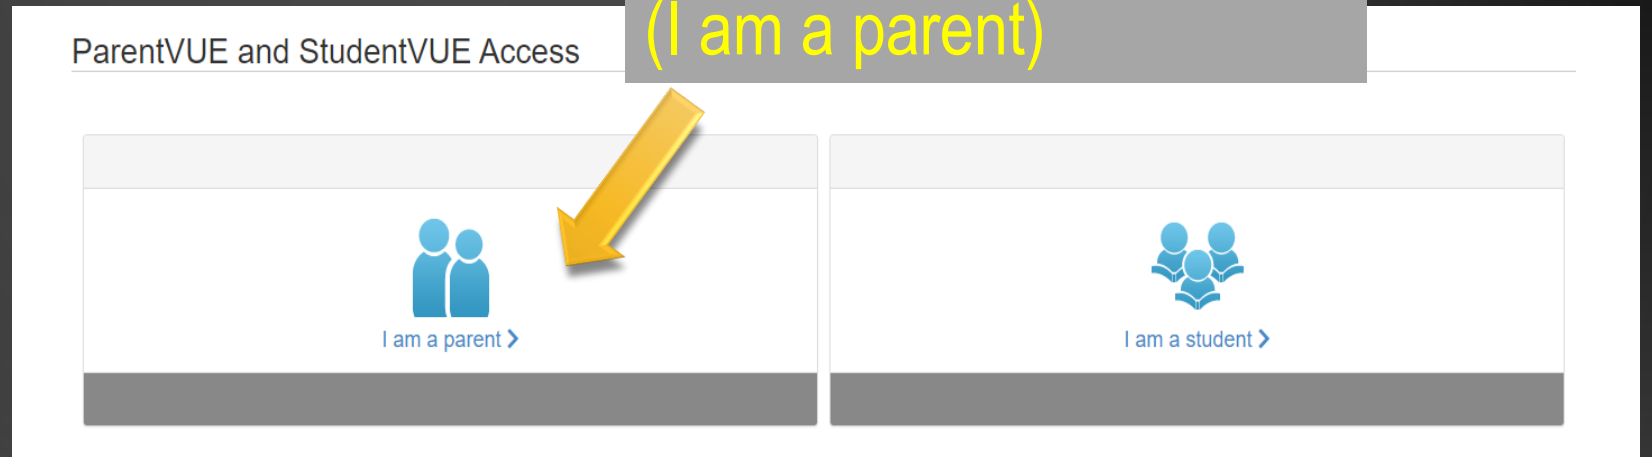 (I am a parent)
ParentVUE and StudentVUE Access
I am a parent
I am a student